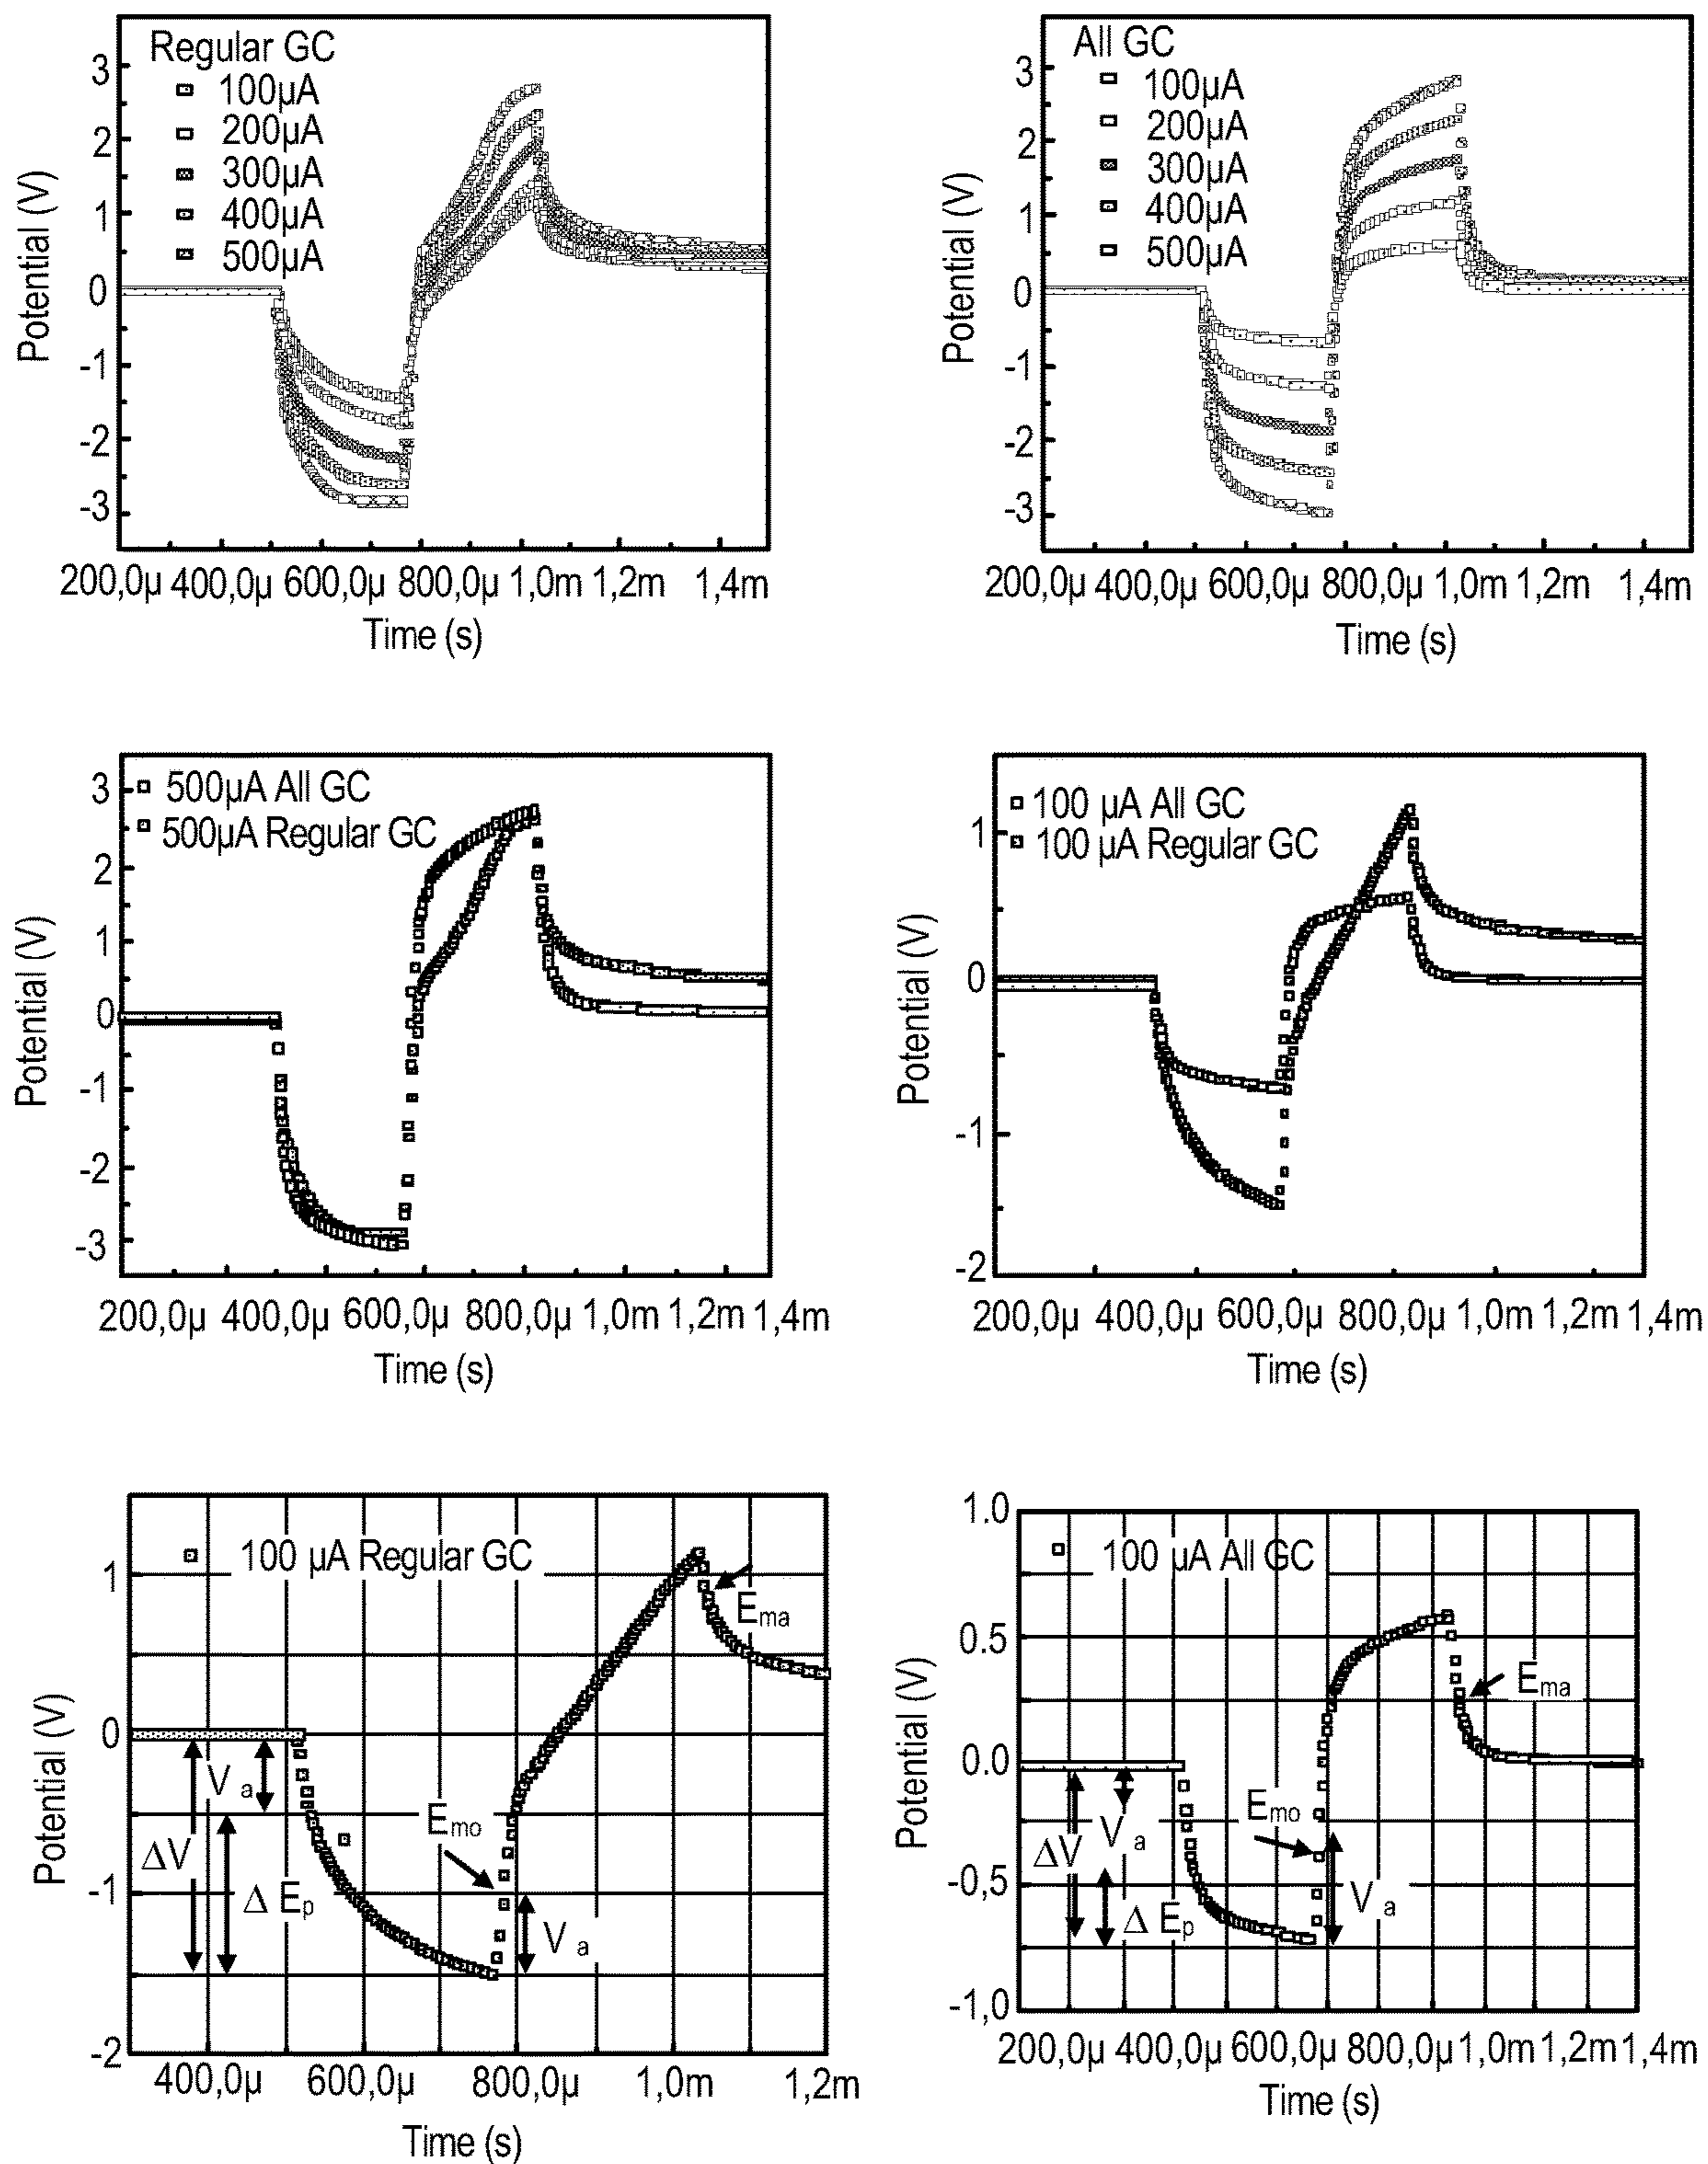 Regular GC
100µA
200µA
300µA
400µA
500µA
3
2
1
0
-1
-2
-3
Potential (V)
200,0µ 400,0µ 600,0µ 800,0µ 1,0m 1,2m 1,4m
Time (s)
All GC
100µA
200µA
300µA
400µA
500µA
3
2
1
0
-1
-2
-3
Potential (V)
200,0µ 400,0µ 600,0µ 800,0µ 1,0m 1,2m 1,4m
Time (s)
500µA All GC
500µA Regular GC
3
2
1
0
-1
-2
-3
Potential (V)
200,0µ 400,0µ 600,0µ 800,0µ 1,0m 1,2m 1,4m
Time (s)
100 µA All GC
100 µA Regular GC
1
0
-1
-2
Potential (V)
200,0µ 400,0µ 600,0µ 800,0µ 1,0m 1,2m 1,4m
Time (s)
100 µA Regular GC
1
0
-1
-2
Potential (V)
Ema
Va
Emo
ΔV
Δ Ep
Va
400,0µ 600,0µ 800,0µ 1,0m 1,2m
Time (s)
100 µA All GC
1.0
0.5
0.0
-0,5
-1,0
Potential (V)
Ema
Emo
ΔV
Va
Va
Δ Ep
200,0µ 400,0µ 600,0µ 800,0µ 1,0m 1,2m 1,4m
Time (s)